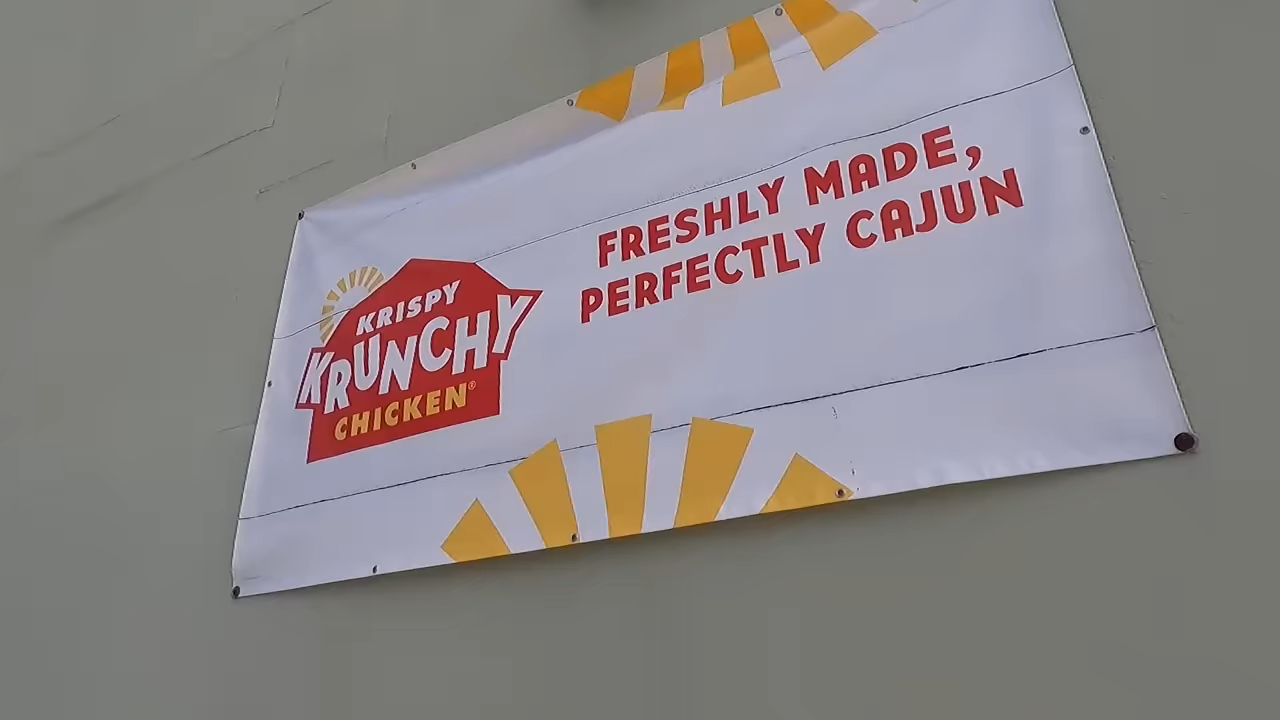 KRISPY
KRUNCHY
CHICKEN®
FRESHLY MADE,
PERFECTLY CAJUN